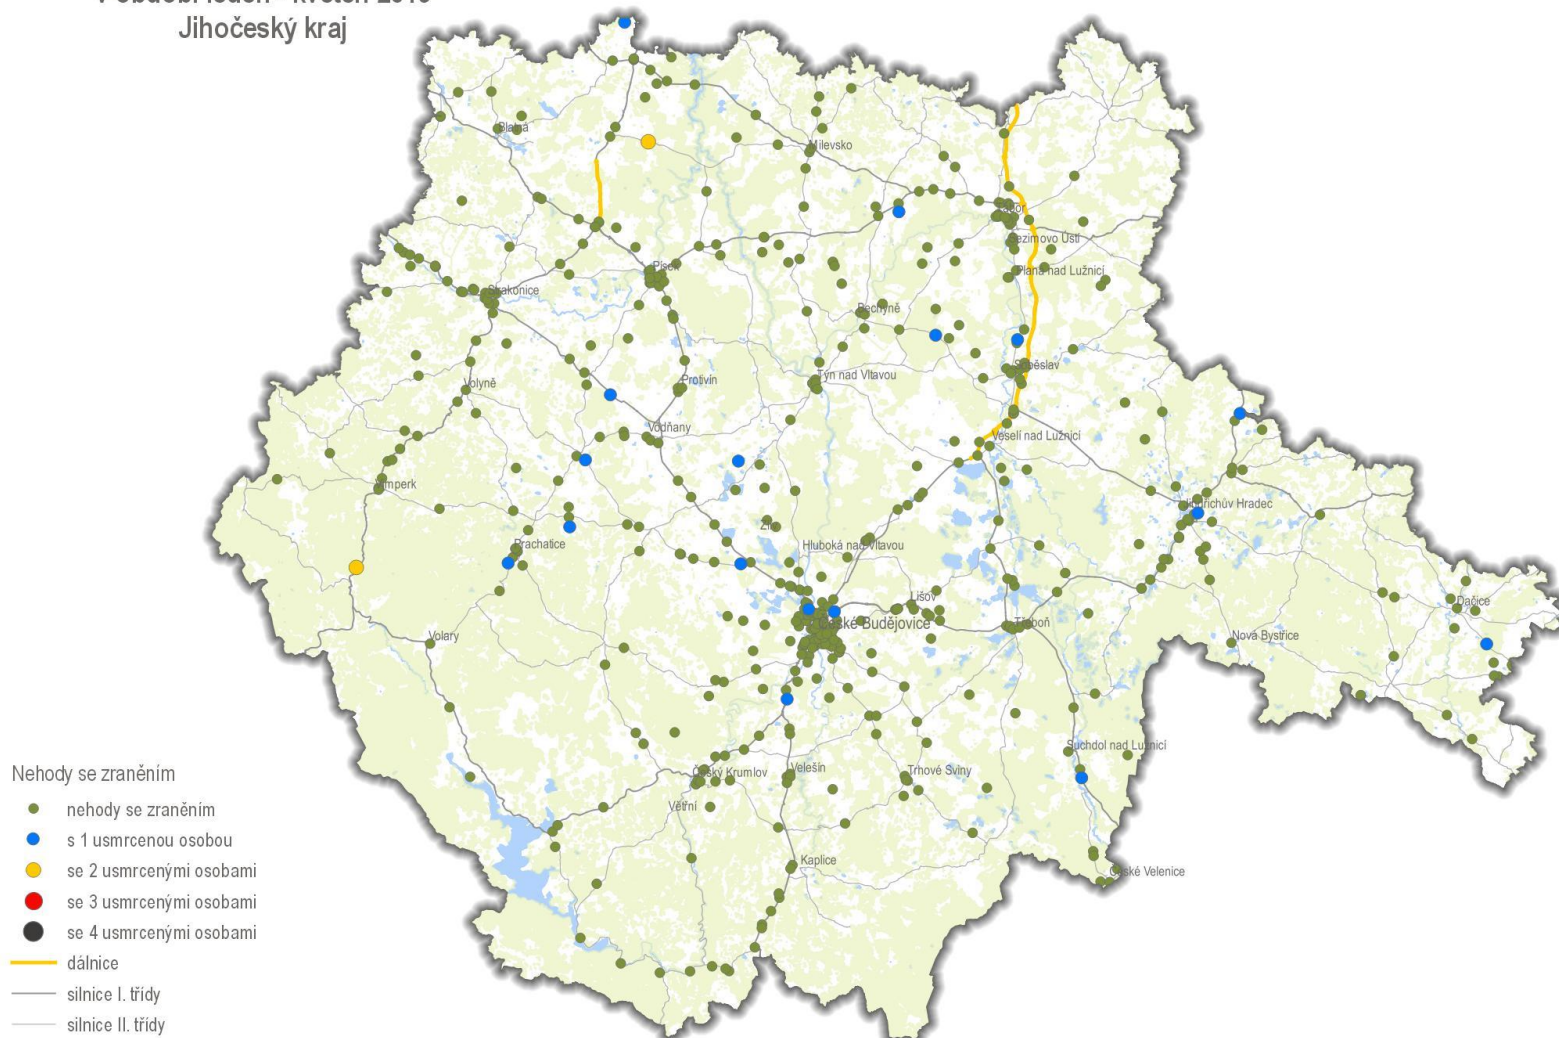 Jihočeský kraj
Blatná
Milevsko
Tábor
Sezimovo Ústí
Planá nad Lužnicí
Písek
Strakonice
Bechyně
Soběslav
Týn nad Vltavou
Protivín
Volyně
Vodňany
Veselí nad Lužnicí
Vimperk
Jindřichův Hradec
Zliv
Prachatice
Hluboká nad Vltavou
Lišov
Dačice
České Budějovice
Třeboň
Volary
Nová Bystřice
Suchdol nad Lužnicí
Český Krumlov
Velešín
Trhové Sviny
Větřní
Kaplice
České Velenice
Nehody se zraněním
nehody se zraněním
s 1 usmrcenou osobou
se 2 usmrcenými osobami
se 3 usmrcenými osobami
se 4 usmrcenými osobami
dálnice
silnice I. třídy
silnice II. třídy